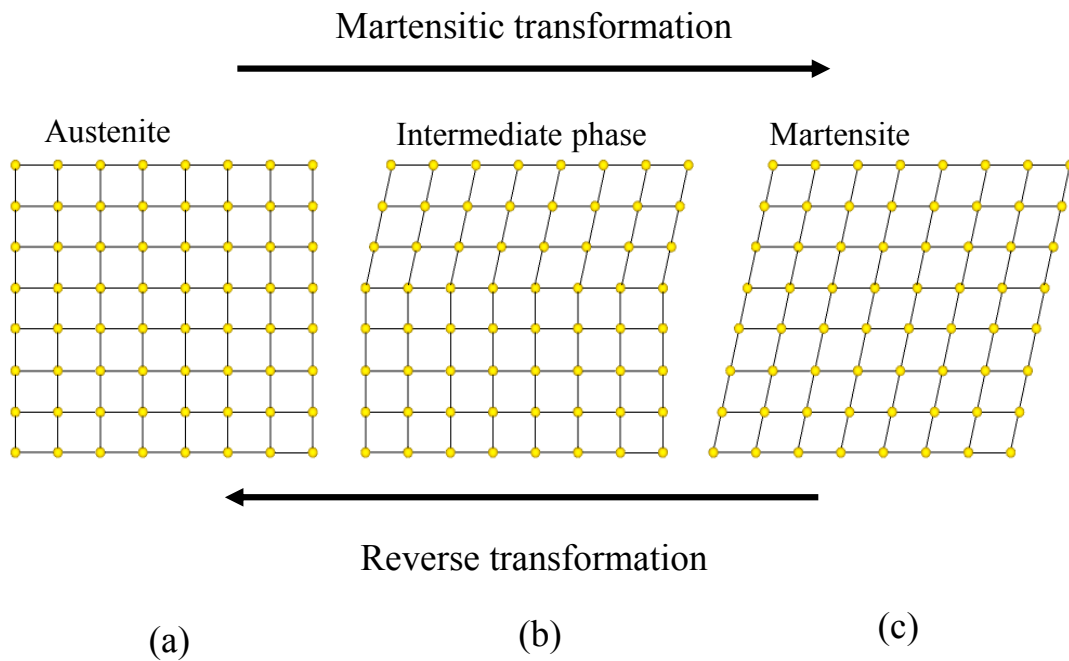 Martensitic transformation
Austenite
Intermediate phase
Martensite
Reverse transformation
(a)
(b)
(c)